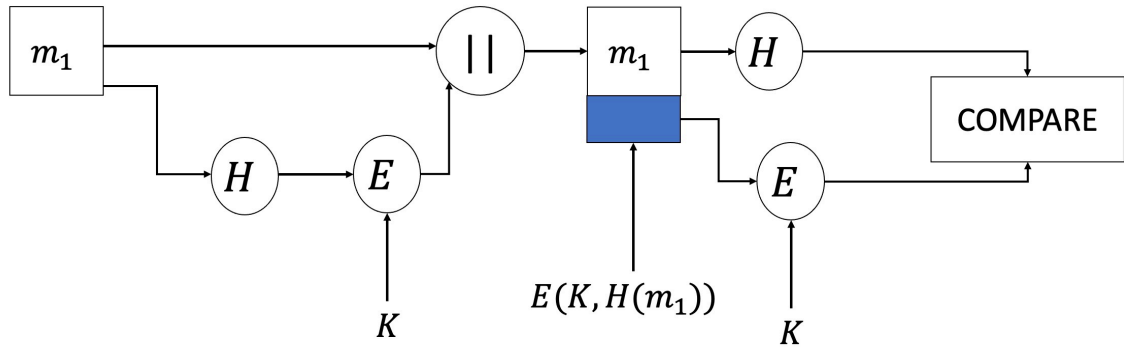 m₁
||
m₁
H
COMPARE
H
E
E
E(K, H(m₁))
K
K